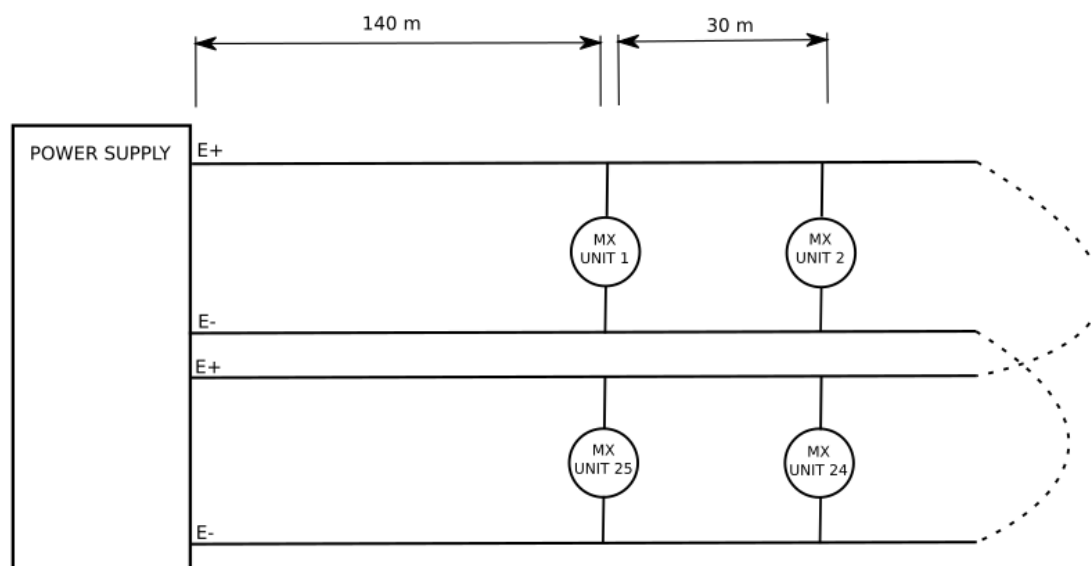 140 m
30 m
POWER SUPPLY
E+
MX
UNIT 1
MX
UNIT 2
E-
E+
MX
UNIT 25
MX
UNIT 24
E-